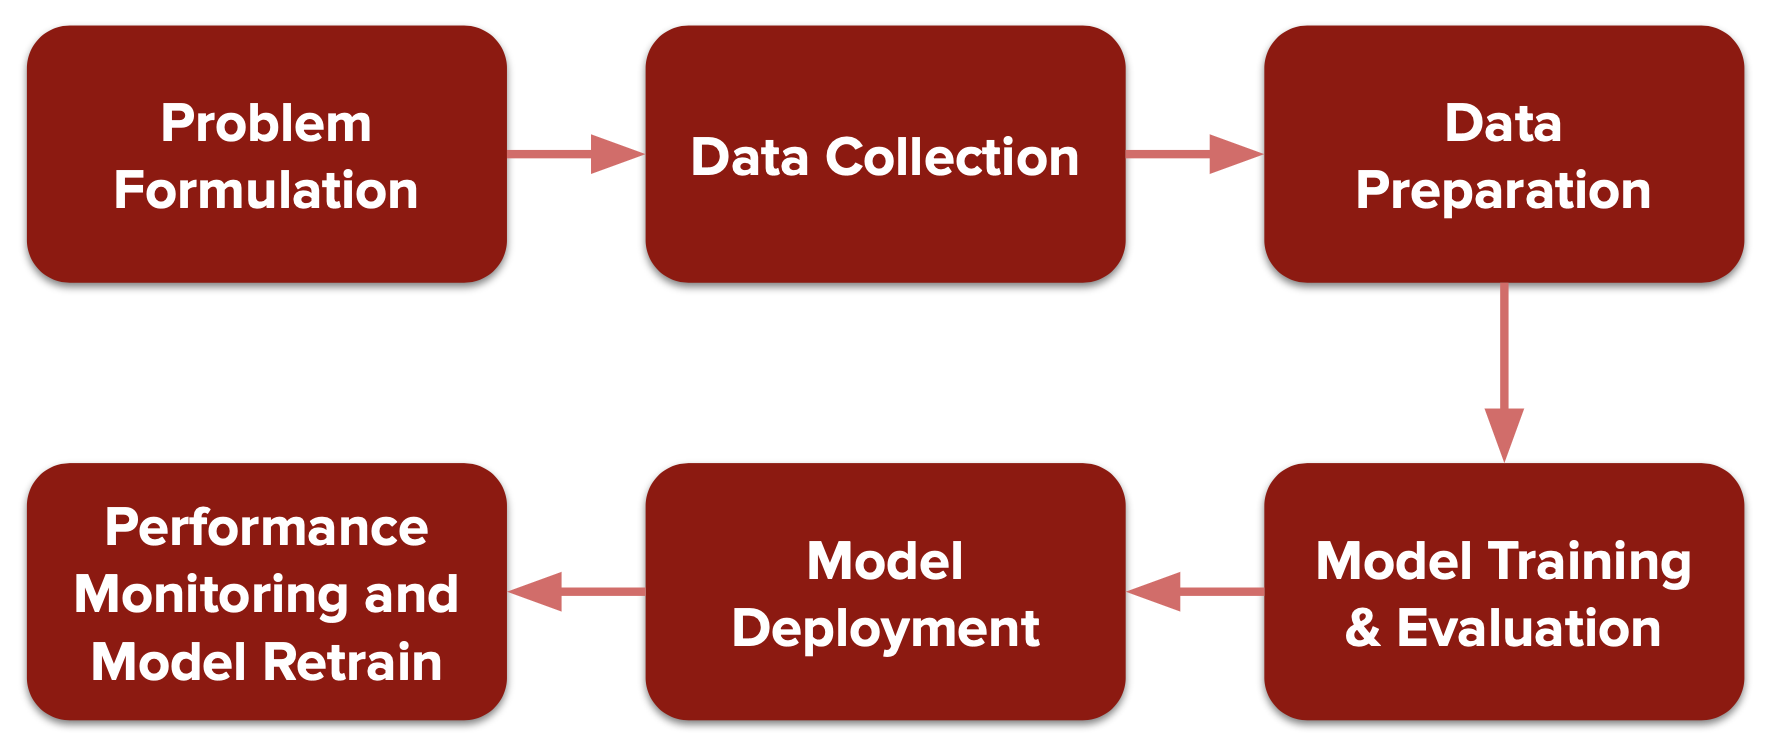 Problem
Formulation
Data Collection
Data
Preparation
Performance
Monitoring and
Model Retrain
Model
Deployment
Model Training
& Evaluation